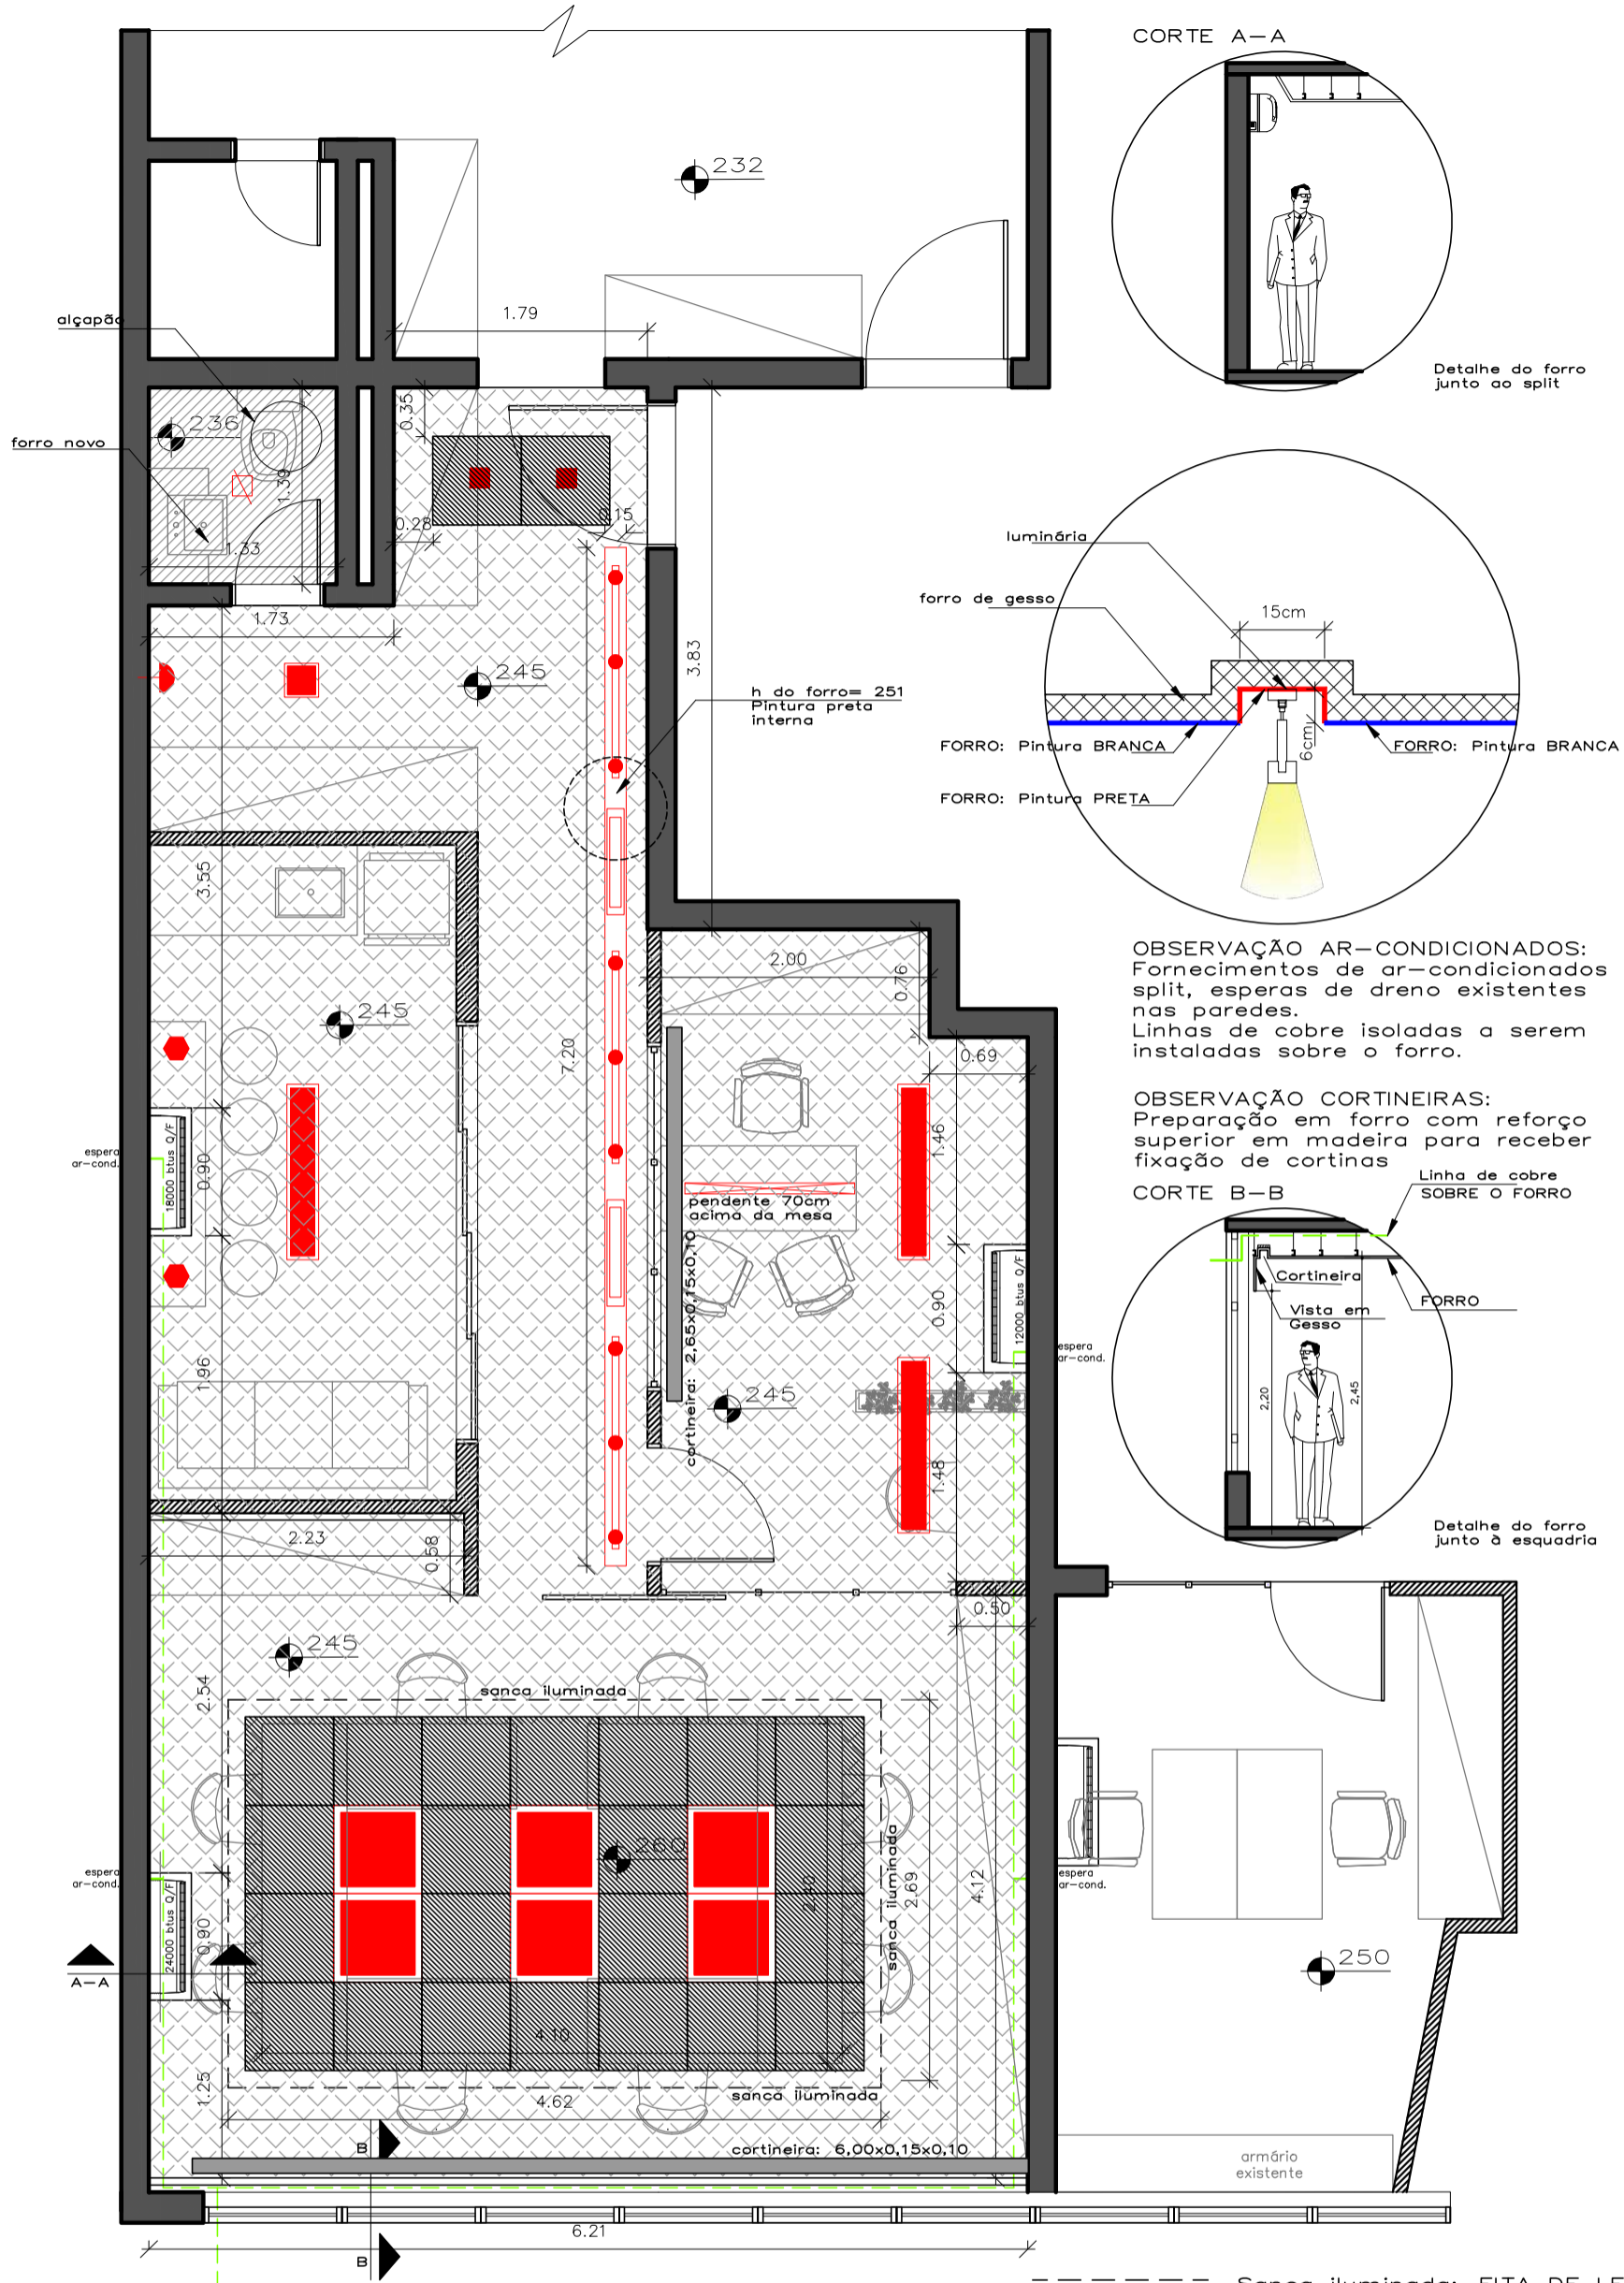 CORTE A-A
232
1.79
alçapão
Detalhe do forro
junto ao split
236
0.35
forro novo
1.39
0.28
0.15
1.33
luminária
forro de gesso
15cm
1.73
3.83
245
h do forro= 251
Pintura preta
interna
FORRO: Pintura BRANCA
6cm
FORRO: Pintura BRANCA
FORRO: Pintura PRETA
3.55
2.00
0.76
OBSERVAÇÃO AR-CONDICIONADOS:
Fornecimentos de ar-condicionados
split, esperas de dreno existentes
nas paredes.
Linhas de cobre isoladas a serem
instaladas sobre o forro.
245
7.20
0.69
OBSERVAÇÃO CORTINEIRAS:
Preparação em forro com reforço
superior em madeira para receber
fixação de cortinas
espera
ar-cond.
18000 btus Q/F
0.90
1.46
CORTE B-B
Linha de cobre
SOBRE O FORRO
pendente 70cm
acima da mesa
cortineira: 2,65x0,15x0,10
Cortineira
FORRO
Vista em
Gesso
0.90
12000 btus Q/F
espera
ar-cond.
1.96
245
2,20
2,45
1.48
2.23
0.58
Detalhe do forro
junto à esquadria
0.50
245
2.54
sanca iluminada
260
sanca iluminada
2.69
2.40
4.12
espera
ar-cond.
espera
ar-cond.
24000 btus Q/F
0.90
A-A
250
4.10
1.25
sanca iluminada
4.62
B
cortineira: 6,00x0,15x0,10
armário
existente
6.21
B
Sanca iluminada: FITA DE LE